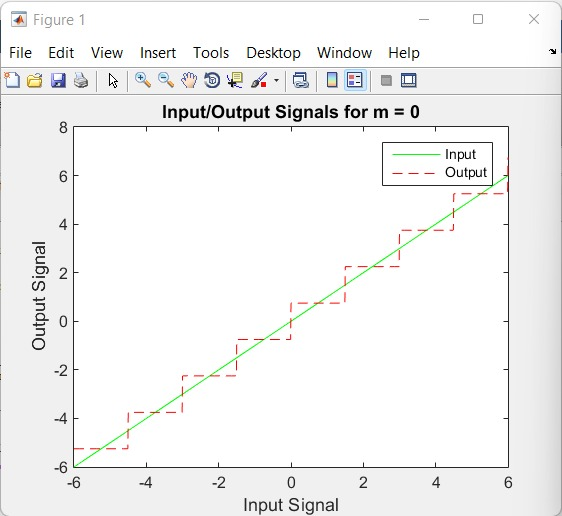 Figure 1
File Edit View Insert Tools Desktop Window Help
Input/Output Signals for m = 0
Input
Output
8
6
4
2
0
-2
-4
-6
Output Signal
-6 -4 -2 0 2 4 6
Input Signal